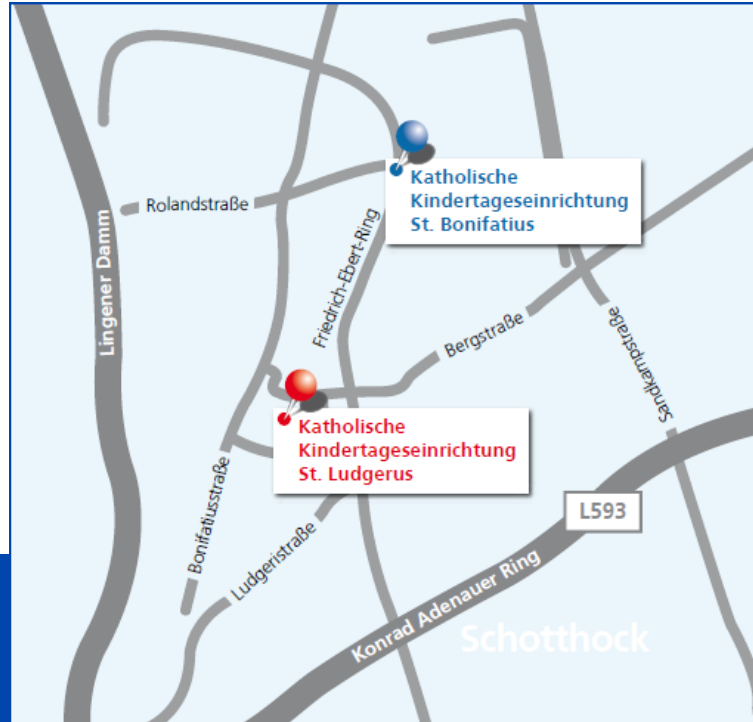 Katholische
Kindertageseinrichtung
St. Bonifatius
Rolandstraße
Lingener Damm
Friedrich-Ebert-Ring
Bergstraße
Sandkampstraße
Katholische
Kindertageseinrichtung
St. Ludgerus
Bonifatiusstraße
Ludgeristraße
L593
Konrad Adenauer Ring
Schotthock